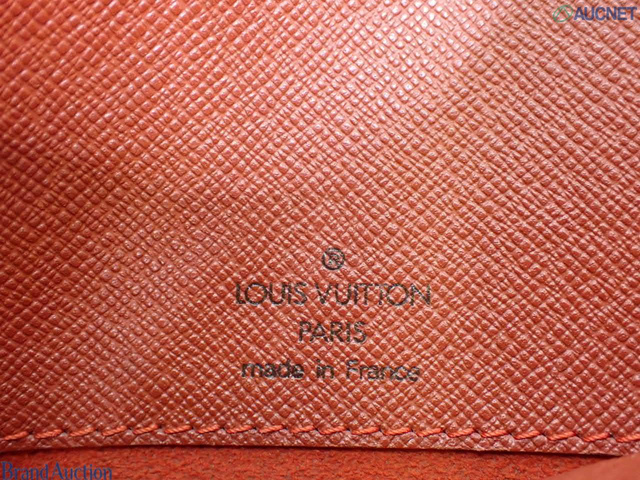 AUCNET
®
LOUIS VUITTON
PARIS
made in France
Brand Auction